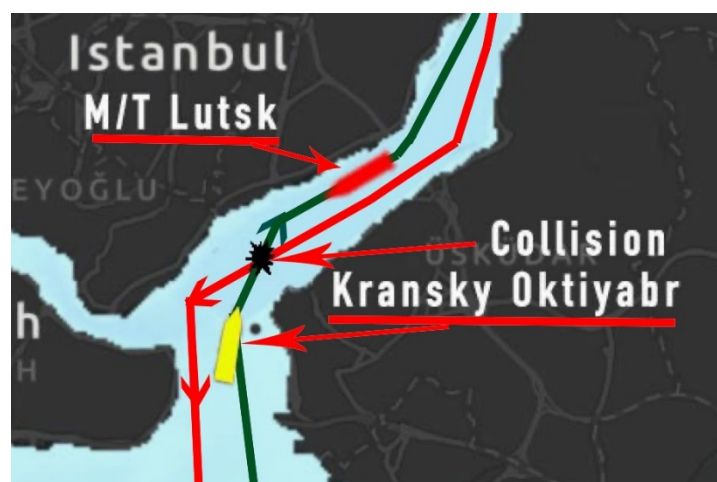 Istanbul
M/T Lutsk
EYOĞLU
Collision
ÜSKÜDAR
Kransky Oktiyabr
h
H